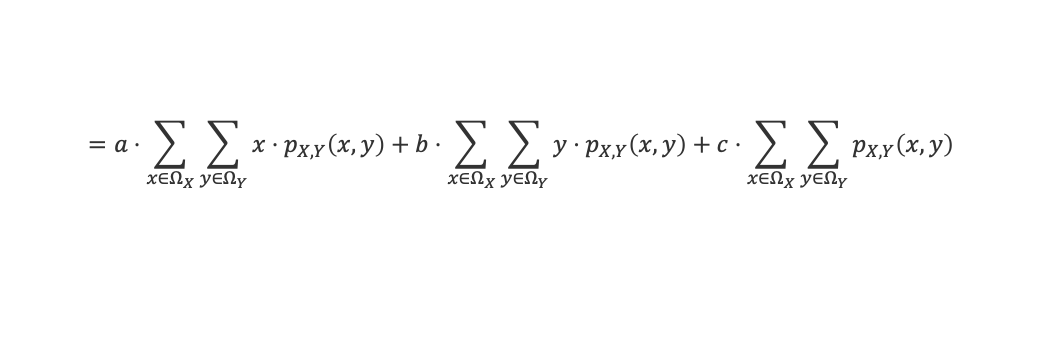 = a · ∑_{x∈Ω_X} ∑_{y∈Ω_Y} x · p_{X,Y}(x, y) + b · ∑_{x∈Ω_X} ∑_{y∈Ω_Y} y · p_{X,Y}(x, y) + c · ∑_{x∈Ω_X} ∑_{y∈Ω_Y} p_{X,Y}(x, y)